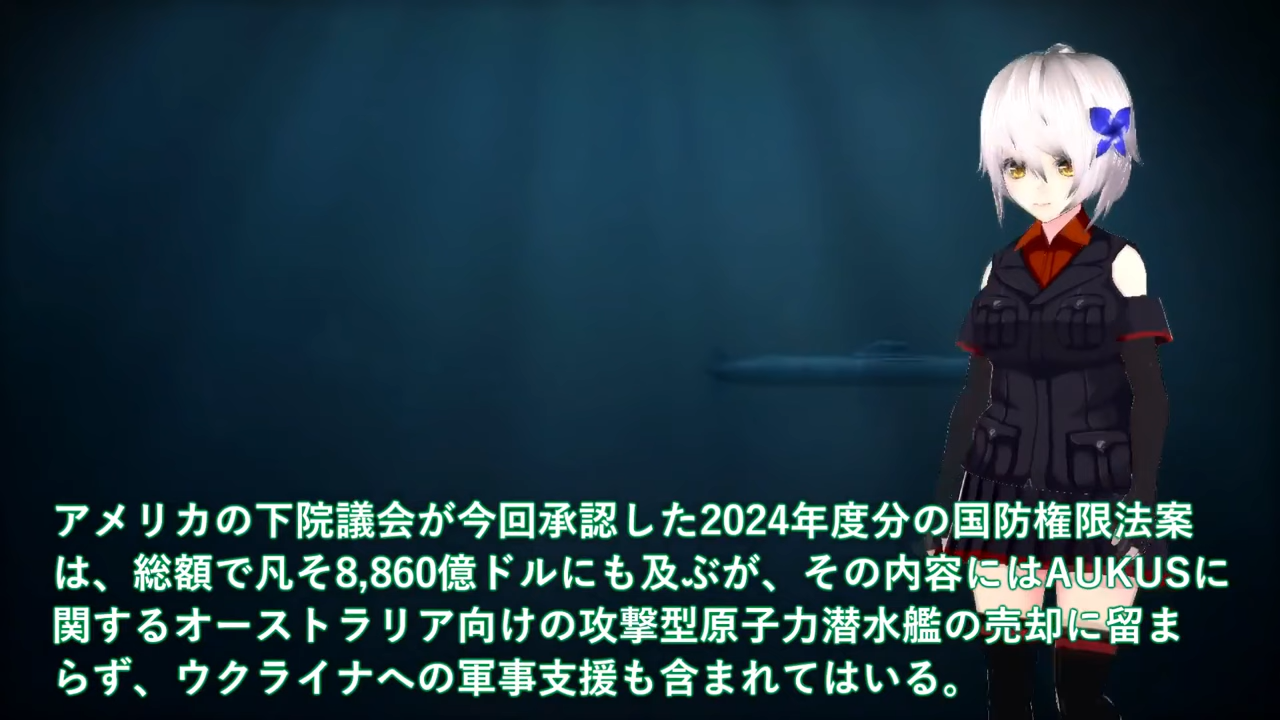 アメリカの下院議会が今回承認した2024年度分の国防権限法案
は、総額で凡そ8,860億ドルにも及ぶが、その内容にはAUKUSに
関するオーストラリア向けの攻撃型原子力潜水艦の売却に留ま
らず、ウクライナへの軍事支援も含まれてはいる。